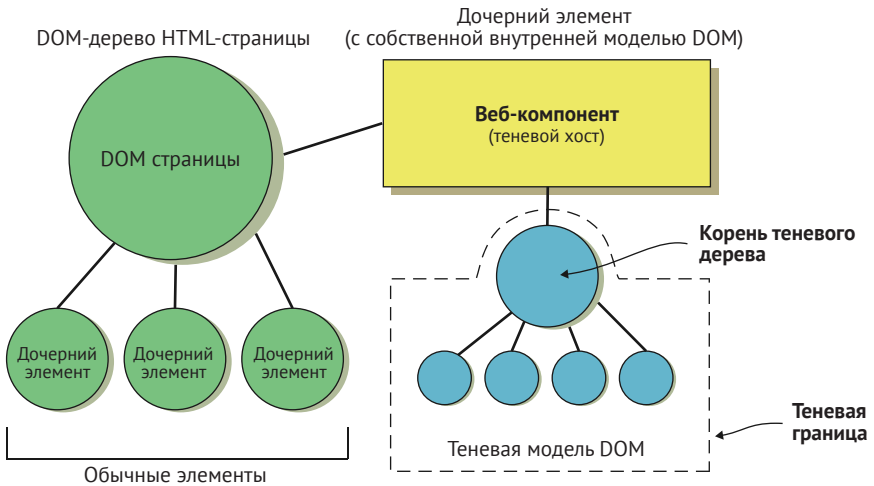 DOM-дерево HTML-страницы
Дочерний элемент
(с собственной внутренней моделью DOM)
DOM страницы
Веб-компонент
(теневой хост)
Корень теневого
дерева
Дочерний
элемент
Дочерний
элемент
Дочерний
элемент
Теневая модель DOM
Теневая
граница
Обычные элементы